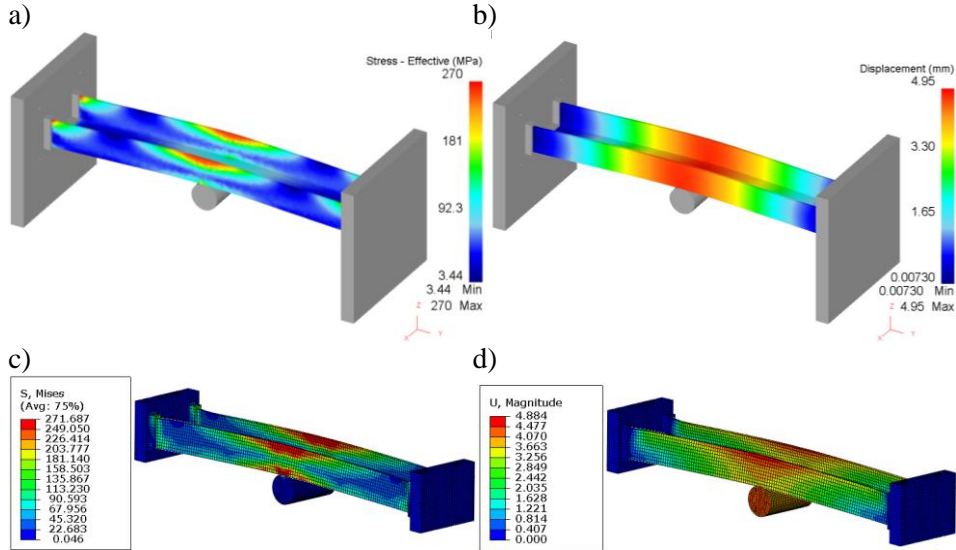 a)
Stress - Effective (MPa)
270
181
92.3
3.44
3.44 Min
270 Max
Z
X Y
b)
Displacement (mm)
4.95
3.30
1.65
0.00730
0.00730 Min
4.95 Max
Z
X Y
c)
S, Mises
(Avg: 75%)
271.687
249.050
226.414
203.777
181.140
158.503
135.867
113.230
90.593
67.956
45.320
22.683
0.046
d)
U, Magnitude
4.884
4.477
4.070
3.663
3.256
2.849
2.442
2.035
1.628
1.221
0.814
0.407
0.000